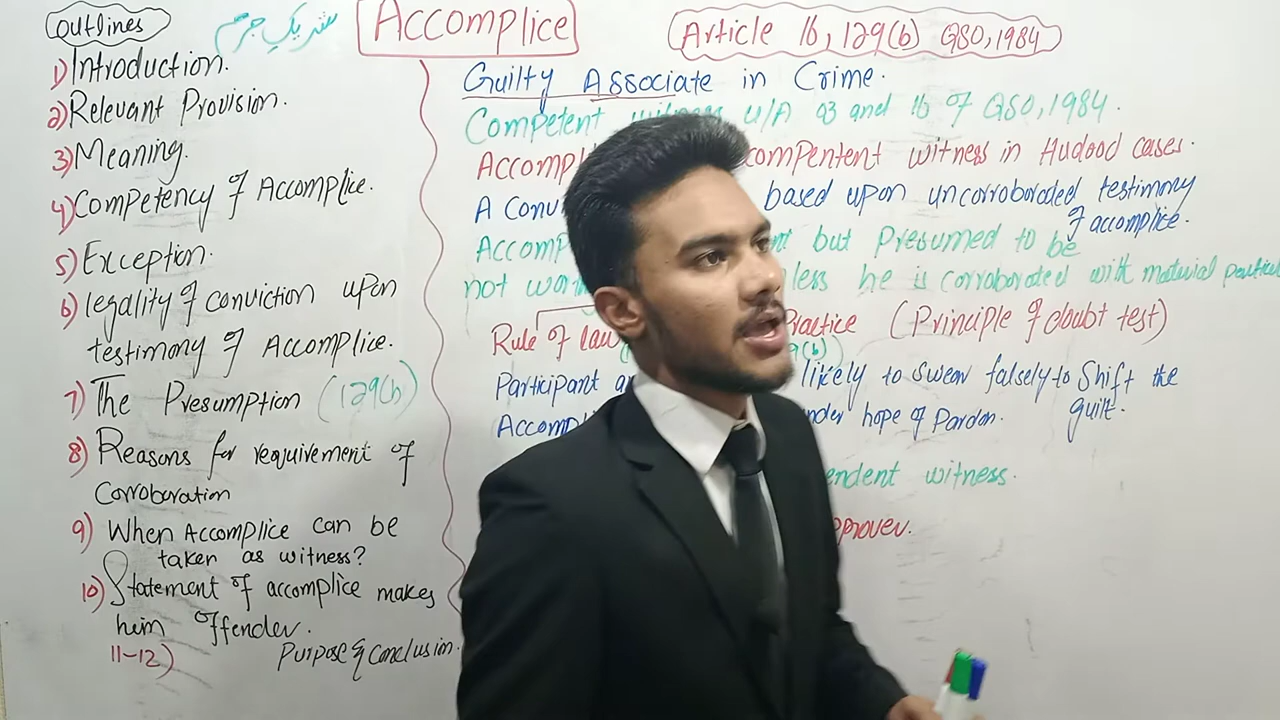 Outlines
شریکِ جرم
Accomplice
Article 16, 129(b) QSO, 1984
1) Introduction.
2) Relevant Provision.
3) Meaning.
4) Competency of Accomplice.
5) Exception.
6) legality of conviction upon
testimony of Accomplice.
7) The Presumption (129(b)
8) Reasons for requirement of
Corroboration
9) When Accomplice can be
taken as witness?
10) Statement of accomplice makes
him offender.
11-12) Purpose & Conclusion.
Guilty Associate in Crime.
Competent u/A 03 and 16 of QSO, 1984.
compentent witness in Hudood cases.
A based upon uncorroboraded testimony
of accomplice.
but Presumed to be
not he is corroborated with material
Rule of law Practice (Principle of doubt test)
(b)
Participant likely to swear falsely to Shift the
guilt.
hope of Pardon.
witness.